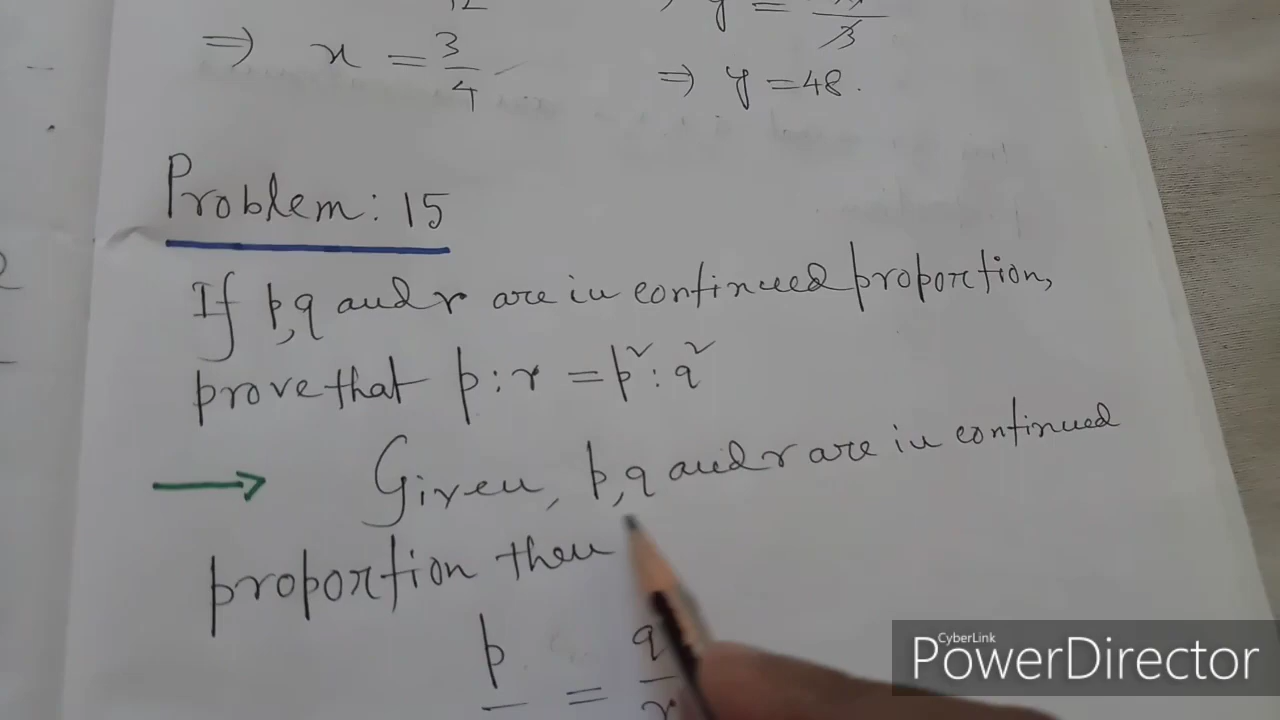 ⇒ x = 3/4
⇒ y = 48.
Problem: 15
If p, q and r are in continued proportion,
prove that p : r = p² : q²
→ Given, p, q and r are in continued
proportion then
p = q
r
CyberLink
PowerDirector